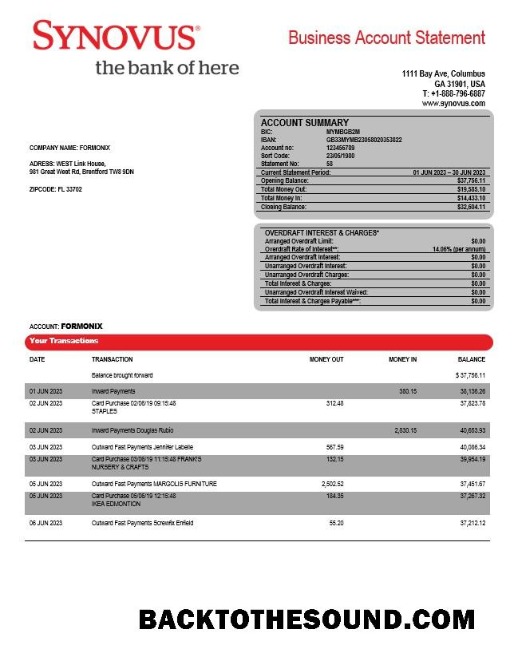 SYNOVUS®
the bank of here
Business Account Statement
1111 Bay Ave, Columbus
GA 31901, USA
T: +1-888-796-6887
www.synovus.com
ACCOUNT SUMMARY
BIC: MYMBGB2M
IBAN: GB33MYMB23058020353022
Account no: 123456789
Sort Code: 23/05/1980
Statement No: 58
Current Statement Period: 01 JUN 2023 – 30 JUN 2023
Opening Balance: $37,756.11
Total Money Out: $19,585.10
Total Money In: $14,433.10
Closing Balance: $32,604.11
COMPANY NAME: FORMONIX
ADRESS: WEST Link House,
981 Great West Rd, Brentford TW8 9DN
ZIPCODE: FL 33702
OVERDRAFT INTEREST & CHARGES*
Arranged Overdraft Limit: $0.00
Overdraft Rate of Interest**: 14.06% (per annum)
Arranged Overdraft Interest: $0.00
Unarranged Overdraft Interest: $0.00
Unarranged Overdraft Charges: $0.00
Total Interest & Charges: $0.00
Unarranged Overdraft Interest Waived: $0.00
Total Interest & Charges Payable***: $0.00
ACCOUNT: FORMONIX
Your Transactions
DATE TRANSACTION MONEY OUT MONEY IN BALANCE
Balance brought forward $ 37,756.11
01 JUN 2023 Inward Payments 380.15 38,136.26
02 JUN 2023 Card Purchase 02/06/19 09:15:48 312.48 37,823.78
STAPLES
02 JUN 2023 Inward Payments Douglas Rubio 2,830.15 40,653.93
03 JUN 2023 Outward Fast Payments Jennifer Labelle 567.59 40,086.34
03 JUN 2023 Card Purchase 03/06/19 11:15:48 FRANK'S 132.15 39,954.19
NURSERY & CRAFTS
05 JUN 2023 Outward Fast Payments MARGOLIS FURNITURE 2,502.52 37,451.67
05 JUN 2023 Card Purchase 05/06/19 12:15:48 184.35 37,267.32
IKEA EDMONTION
06 JUN 2023 Outward Fast Payments Screwfix Enfield 55.20 37,212.12
BACKTOTHESOUND.COM